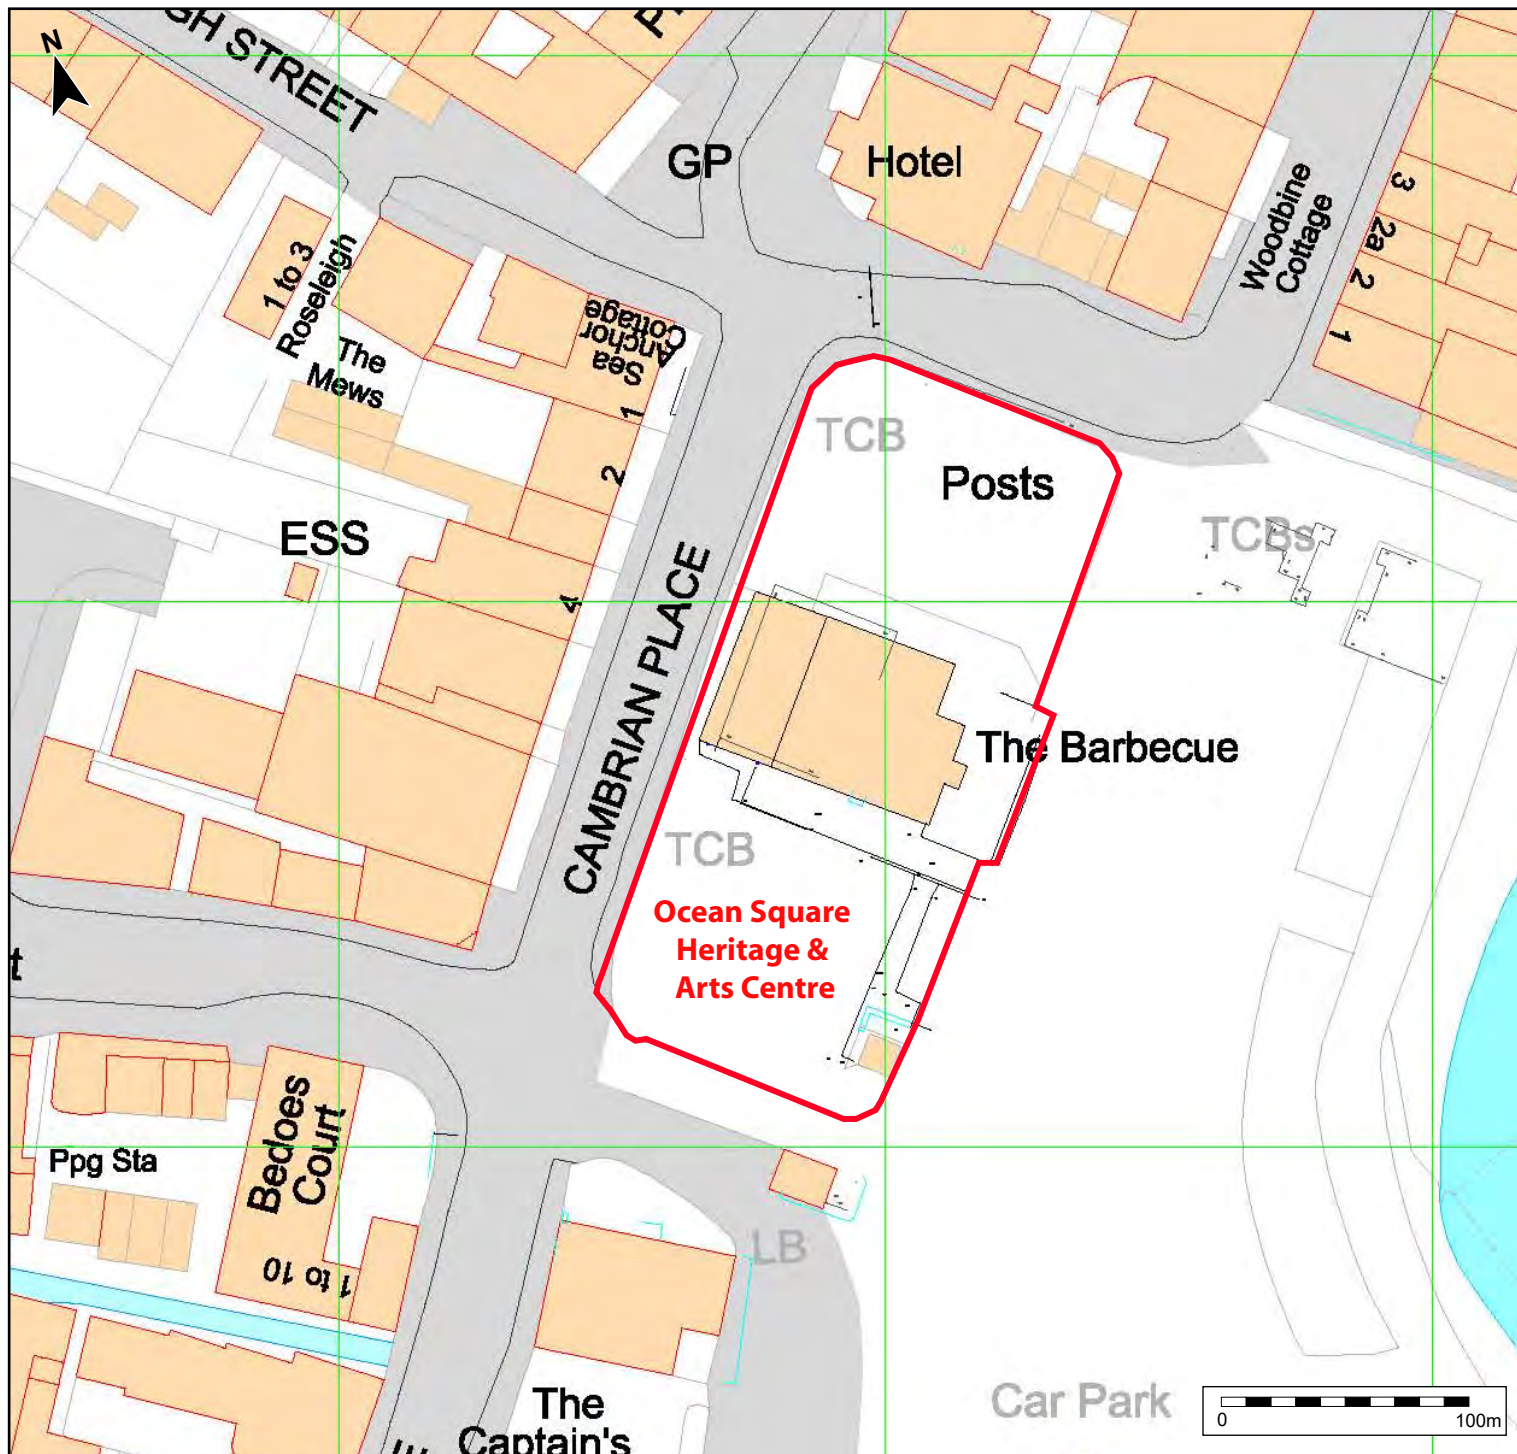 N
GH STREET
GP
Hotel
Woodbine
Cottage
3
2a
2
1
1 to 3
Roseleigh
The
Mews
Sea
Anchor
Cottage
1
2
4
ESS
TCB
Posts
TCBs
CAMBRIAN PLACE
The Barbecue
TCB
Ocean Square
Heritage &
Arts Centre
t
Bedoes
Court
1 to 10
Ppg Sta
LB
The
Captain's
Car Park
0
100m